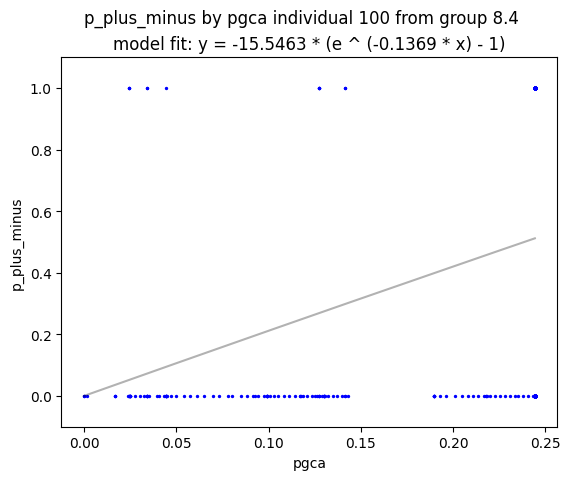 p_plus_minus by pgca individual 100 from group 8.4
model fit: y = -15.5463 * (e ^ (-0.1369 * x) - 1)
1.0
0.8
0.6
0.4
0.2
0.0
p_plus_minus
0.00 0.05 0.10 0.15 0.20 0.25
pgca